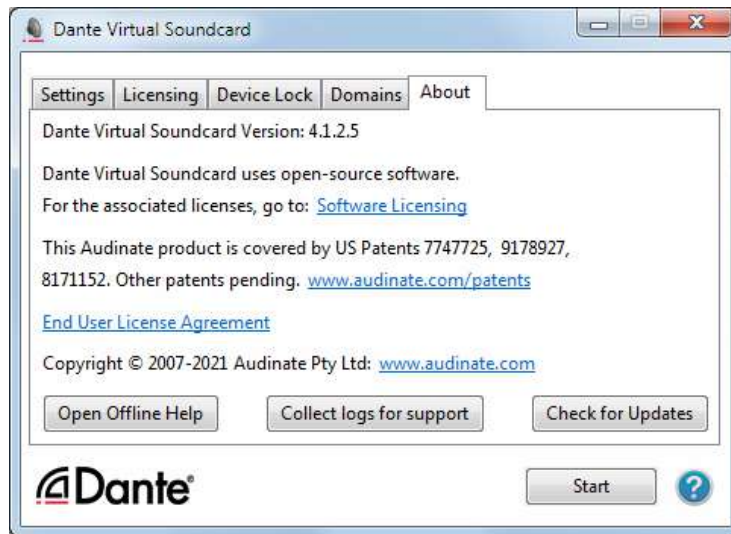 Dante Virtual Soundcard
Settings Licensing Device Lock Domains About
Dante Virtual Soundcard Version: 4.1.2.5
Dante Virtual Soundcard uses open-source software.
For the associated licenses, go to: Software Licensing
This Audinate product is covered by US Patents 7747725, 9178927,
8171152. Other patents pending. www.audinate.com/patents
End User License Agreement
Copyright © 2007-2021 Audinate Pty Ltd: www.audinate.com
Open Offline Help Collect logs for support Check for Updates
Dante® Start ?